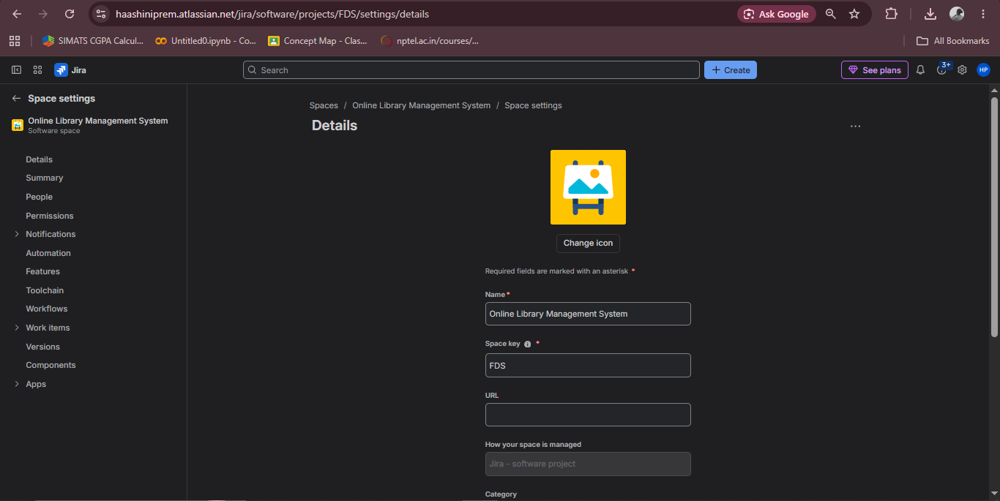 haashiniprem.atlassian.net/jira/software/projects/FDS/settings/details
Ask Google
SIMATS CGPA Calcul...
Untitled0.ipynb - Co...
Concept Map - Clas...
nptel.ac.in/courses/...
All Bookmarks
Jira
Search
+ Create
See plans
3+
HP
Space settings
Online Library Management System
Software space
Details
Summary
People
Permissions
Notifications
Automation
Features
Toolchain
Workflows
Work items
Versions
Components
Apps
Spaces / Online Library Management System / Space settings
Details
Change icon
Required fields are marked with an asterisk *
Name *
Online Library Management System
Space key *
FDS
URL
How your space is managed
Jira - software project
Category